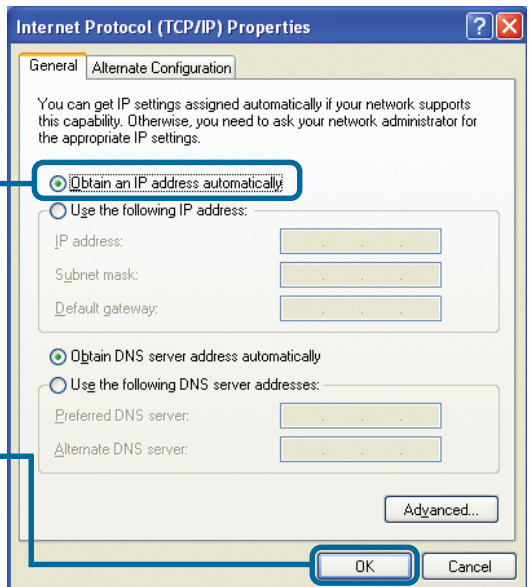 Internet Protocol (TCP/IP) Properties
General
Alternate Configuration
You can get IP settings assigned automatically if your network supports
this capability. Otherwise, you need to ask your network administrator for
the appropriate IP settings.
Obtain an IP address automatically
Use the following IP address:
IP address:
Subnet mask:
Default gateway:
Obtain DNS server address automatically
Use the following DNS server addresses:
Preferred DNS server:
Alternate DNS server:
Advanced...
OK
Cancel